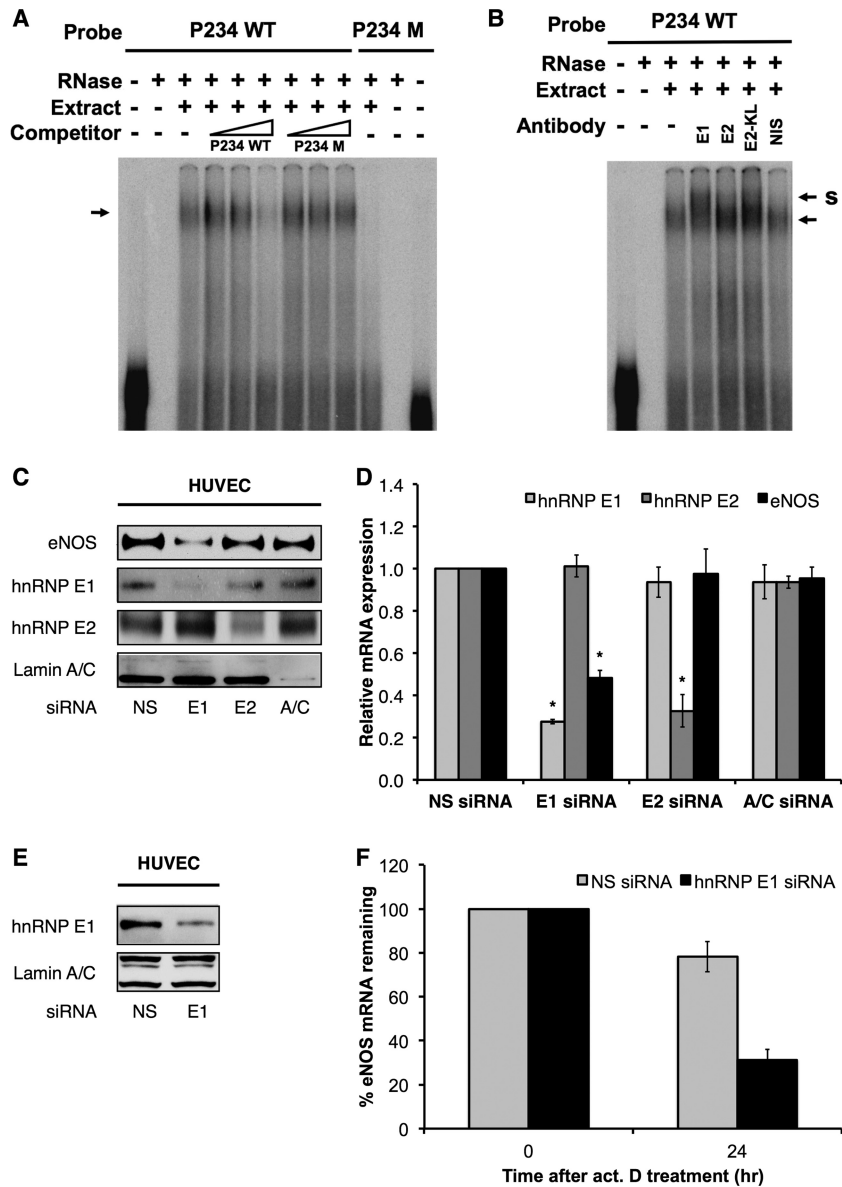 A
Probe P234 WT P234 M
RNase - + + + + + + + + + + -
Extract - - + + + + + + + + - -
Competitor - - - P234 WT P234 M - - -
B
Probe P234 WT
RNase - + + + + + +
Extract - - + + + + +
Antibody - - - E1 E2 E2-KL NIS
S
C
HUVEC
eNOS
hnRNP E1
hnRNP E2
Lamin A/C
siRNA NS E1 E2 A/C
D
Relative mRNA expression
1.4
1.2
1.0
0.8
0.6
0.4
0.2
0.0
hnRNP E1 hnRNP E2 eNOS
* * *
NS siRNA E1 siRNA E2 siRNA A/C siRNA
E
HUVEC
hnRNP E1
Lamin A/C
siRNA NS E1
F
% eNOS mRNA remaining
120
100
80
60
40
20
0
NS siRNA hnRNP E1 siRNA
0 24
Time after act. D treatment (hr)